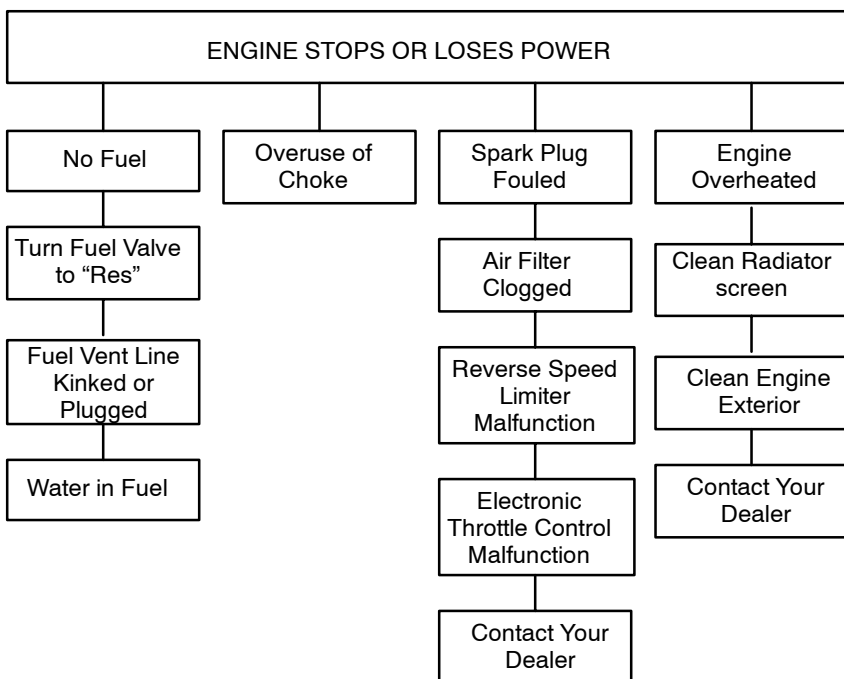 ENGINE STOPS OR LOSES POWER
No Fuel
Turn Fuel Valve
to “Res”
Fuel Vent Line
Kinked or
Plugged
Water in Fuel
Overuse of
Choke
Spark Plug
Fouled
Air Filter
Clogged
Reverse Speed
Limiter
Malfunction
Electronic
Throttle Control
Malfunction
Contact Your
Dealer
Engine
Overheated
Clean Radiator
screen
Clean Engine
Exterior
Contact Your
Dealer